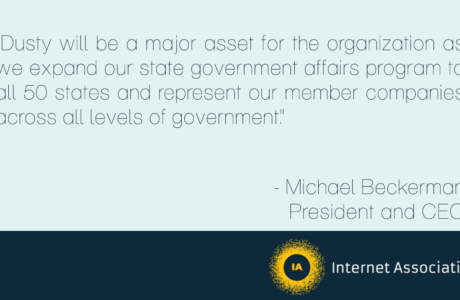 Dusty will be a major asset for the organization as
we expand our state government affairs program to
all 50 states and represent our member companies
across all levels of government."
- Michael Beckerman
President and CEO
IA
Internet Associati